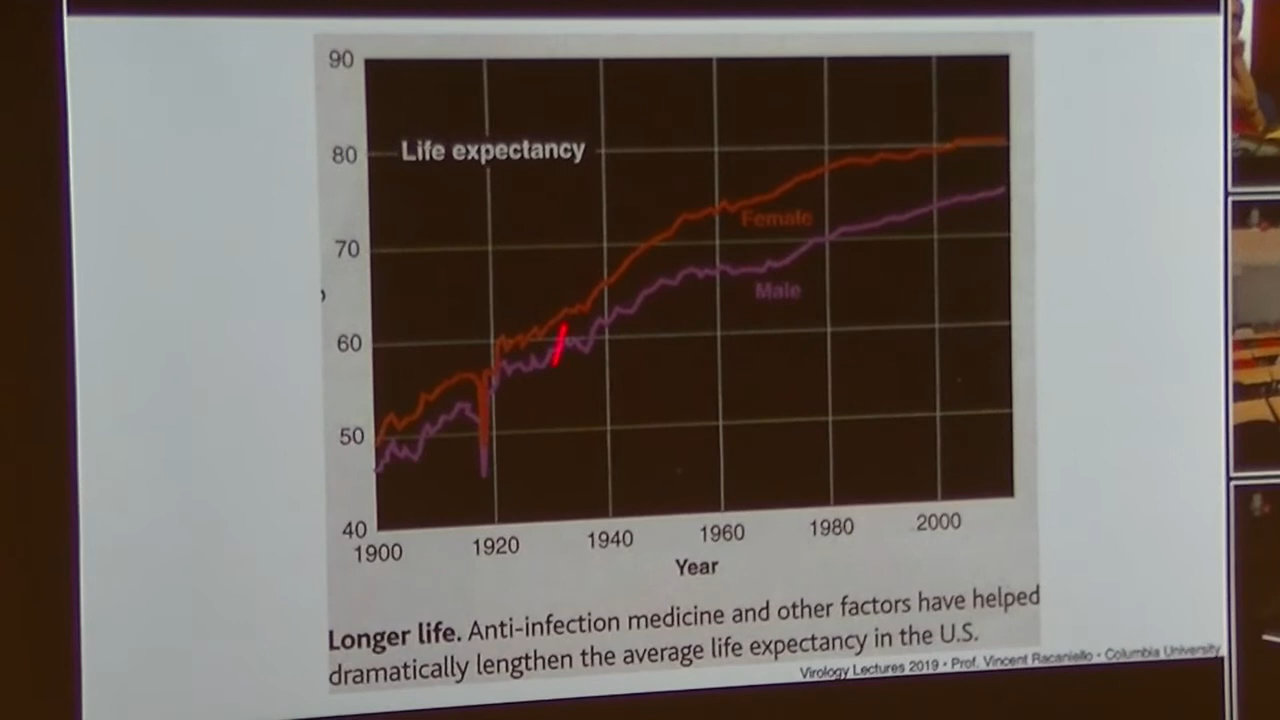 90
80
Life expectancy
70
Female
Male
60
50
40
1900
1920
1940
1960
1980
2000
Year
Longer life. Anti-infection medicine and other factors have helped
dramatically lengthen the average life expectancy in the U.S.
Virology Lectures 2019 • Prof. Vincent Racaniello • Columbia University